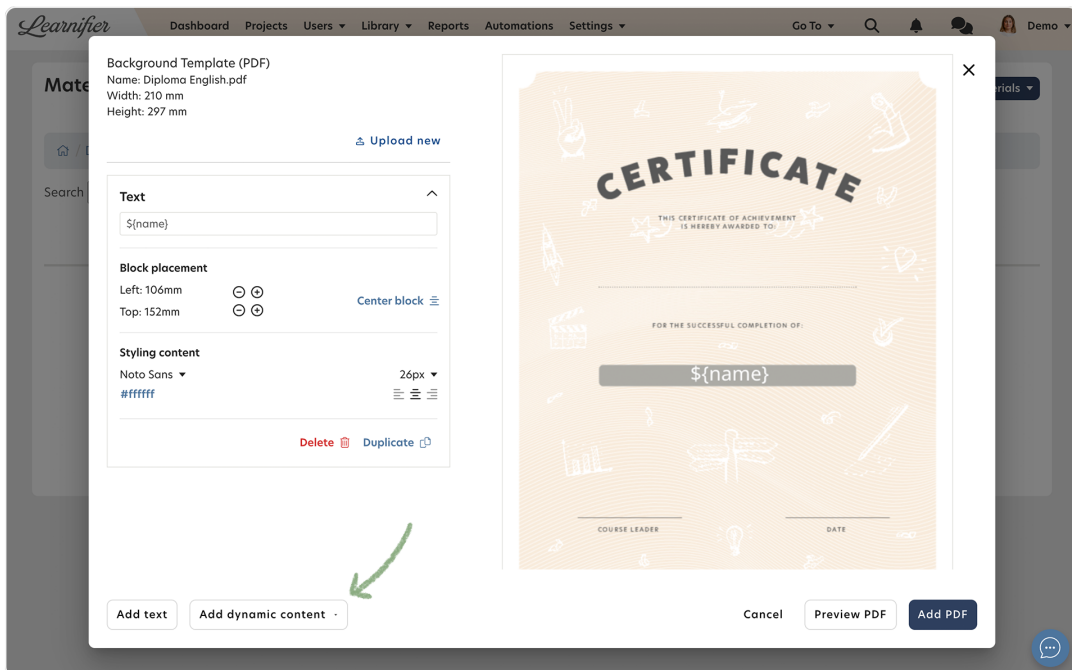 Learnifier
Dashboard Projects Users Library Reports Automations Settings Go To Demo
Mate
rials
Search
Background Template (PDF)
Name: Diploma English.pdf
Width: 210 mm
Height: 297 mm
Upload new
Text
${name}
Block placement
Left: 106mm
Top: 152mm
Center block
Styling content
Noto Sans
26px
#ffffff
Delete
Duplicate
CERTIFICATE
THIS CERTIFICATE OF ACHIEVEMENT
IS HEREBY AWARDED TO:
FOR THE SUCCESSFUL COMPLETION OF:
${name}
COURSE LEADER
DATE
Add text
Add dynamic content
Cancel
Preview PDF
Add PDF